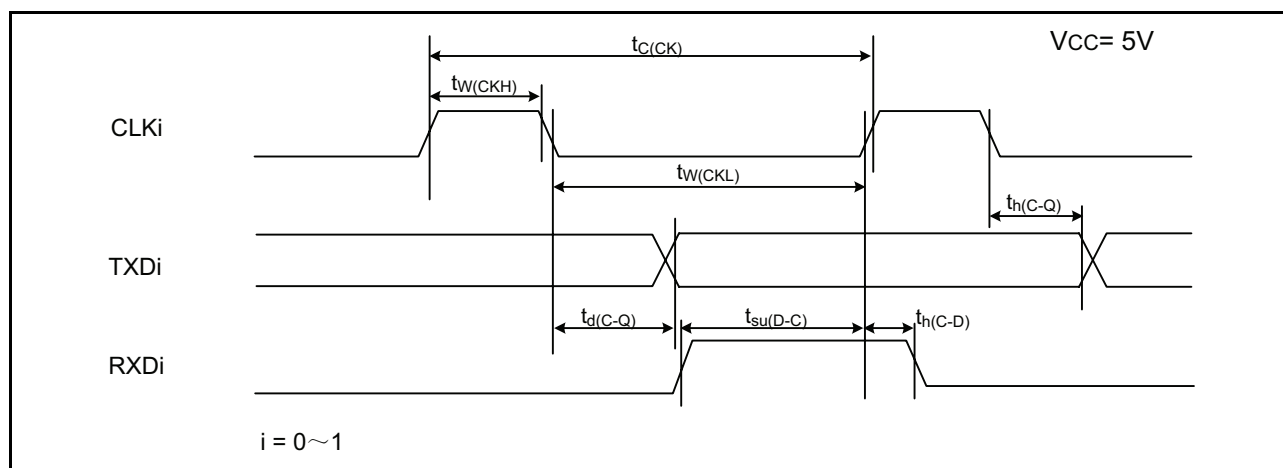 tC(CK)
VCC= 5V
tW(CKH)
CLKi
tW(CKL)
th(C-Q)
TXDi
td(C-Q)
tsu(D-C)
th(C-D)
RXDi
i = 0～1